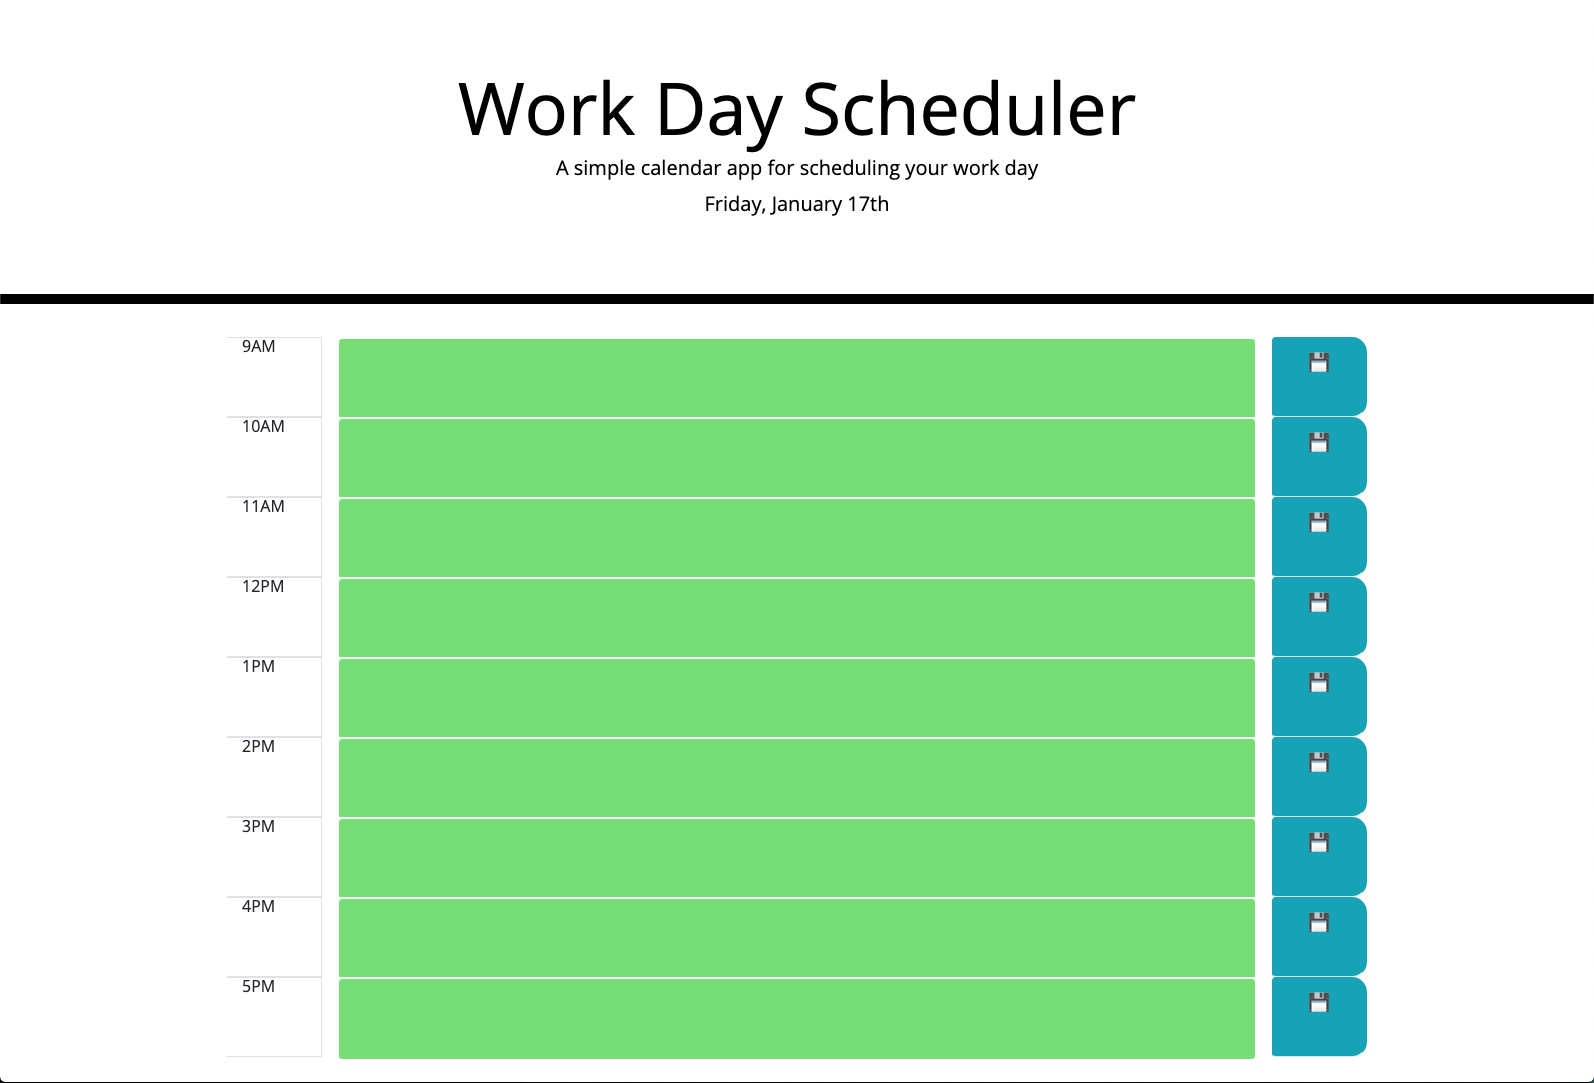 Work Day Scheduler
A simple calendar app for scheduling your work day
Friday, January 17th
9AM
10AM
11AM
12PM
1PM
2PM
3PM
4PM
5PM